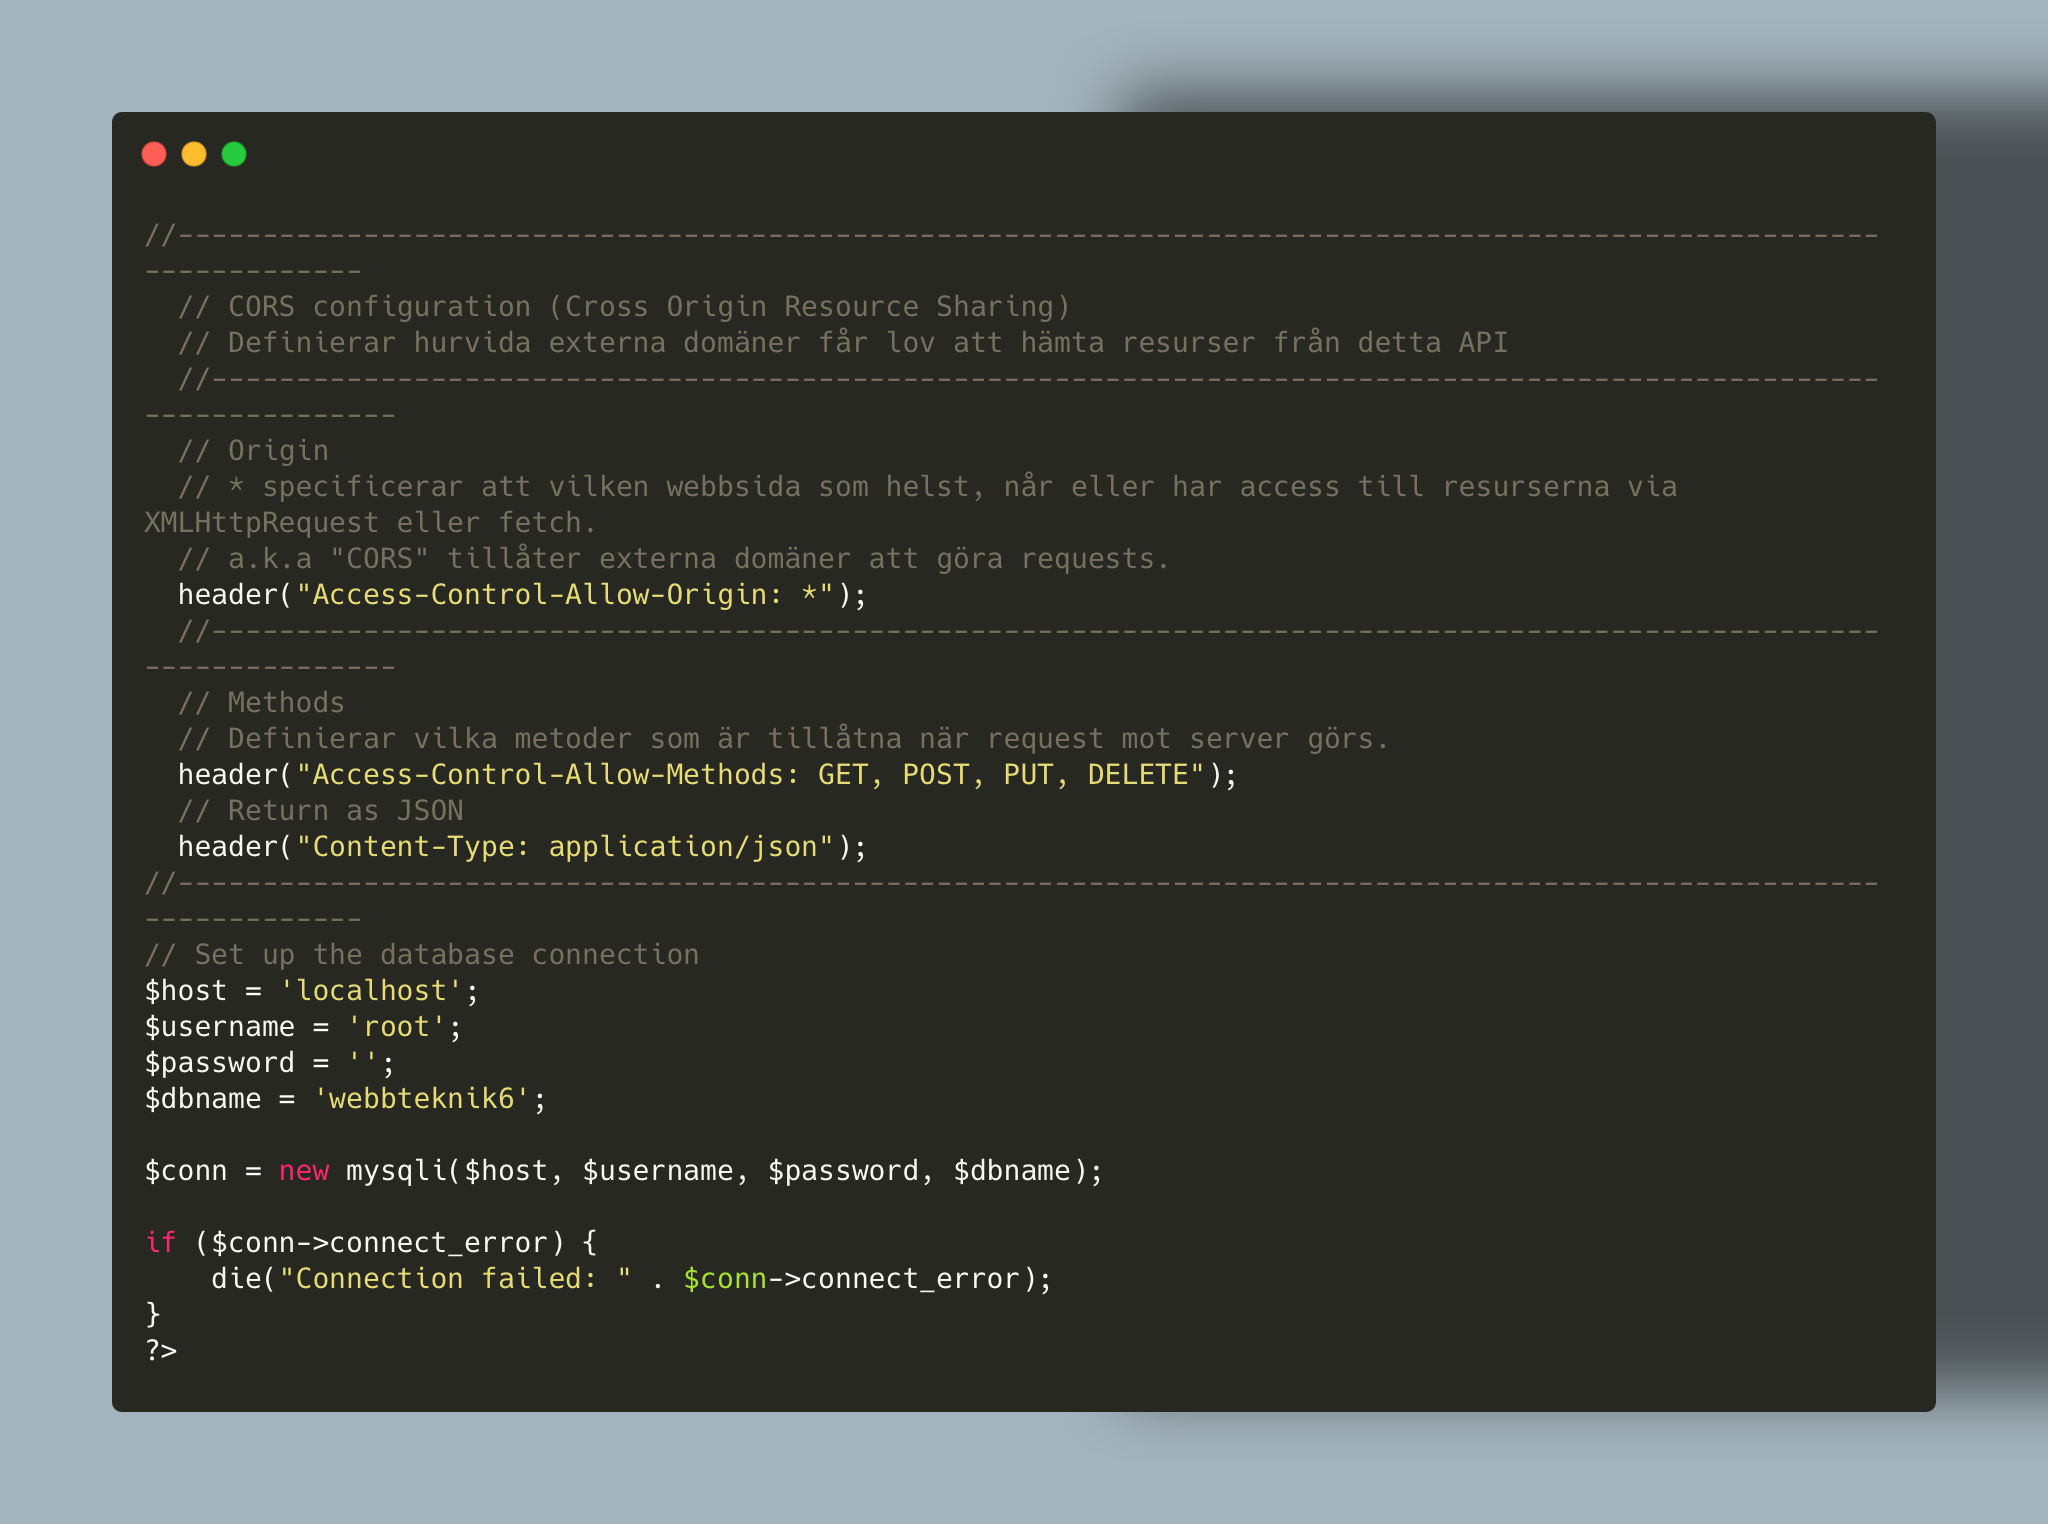 //-----------------------------------------------------------------------------------------------------
-------------
  // CORS configuration (Cross Origin Resource Sharing)
  // Definierar hurvida externa domäner får lov att hämta resurser från detta API
  //---------------------------------------------------------------------------------------------------
---------------
  // Origin
  // * specificerar att vilken webbsida som helst, når eller har access till resurserna via
XMLHttpRequest eller fetch.
  // a.k.a "CORS" tillåter externa domäner att göra requests.
  header("Access-Control-Allow-Origin: *");
  //---------------------------------------------------------------------------------------------------
---------------
  // Methods
  // Definierar vilka metoder som är tillåtna när request mot server görs.
  header("Access-Control-Allow-Methods: GET, POST, PUT, DELETE");
  // Return as JSON
  header("Content-Type: application/json");
//-----------------------------------------------------------------------------------------------------
-------------
// Set up the database connection
$host = 'localhost';
$username = 'root';
$password = '';
$dbname = 'webbteknik6';

$conn = new mysqli($host, $username, $password, $dbname);

if ($conn->connect_error) {
    die("Connection failed: " . $conn->connect_error);
}
?>